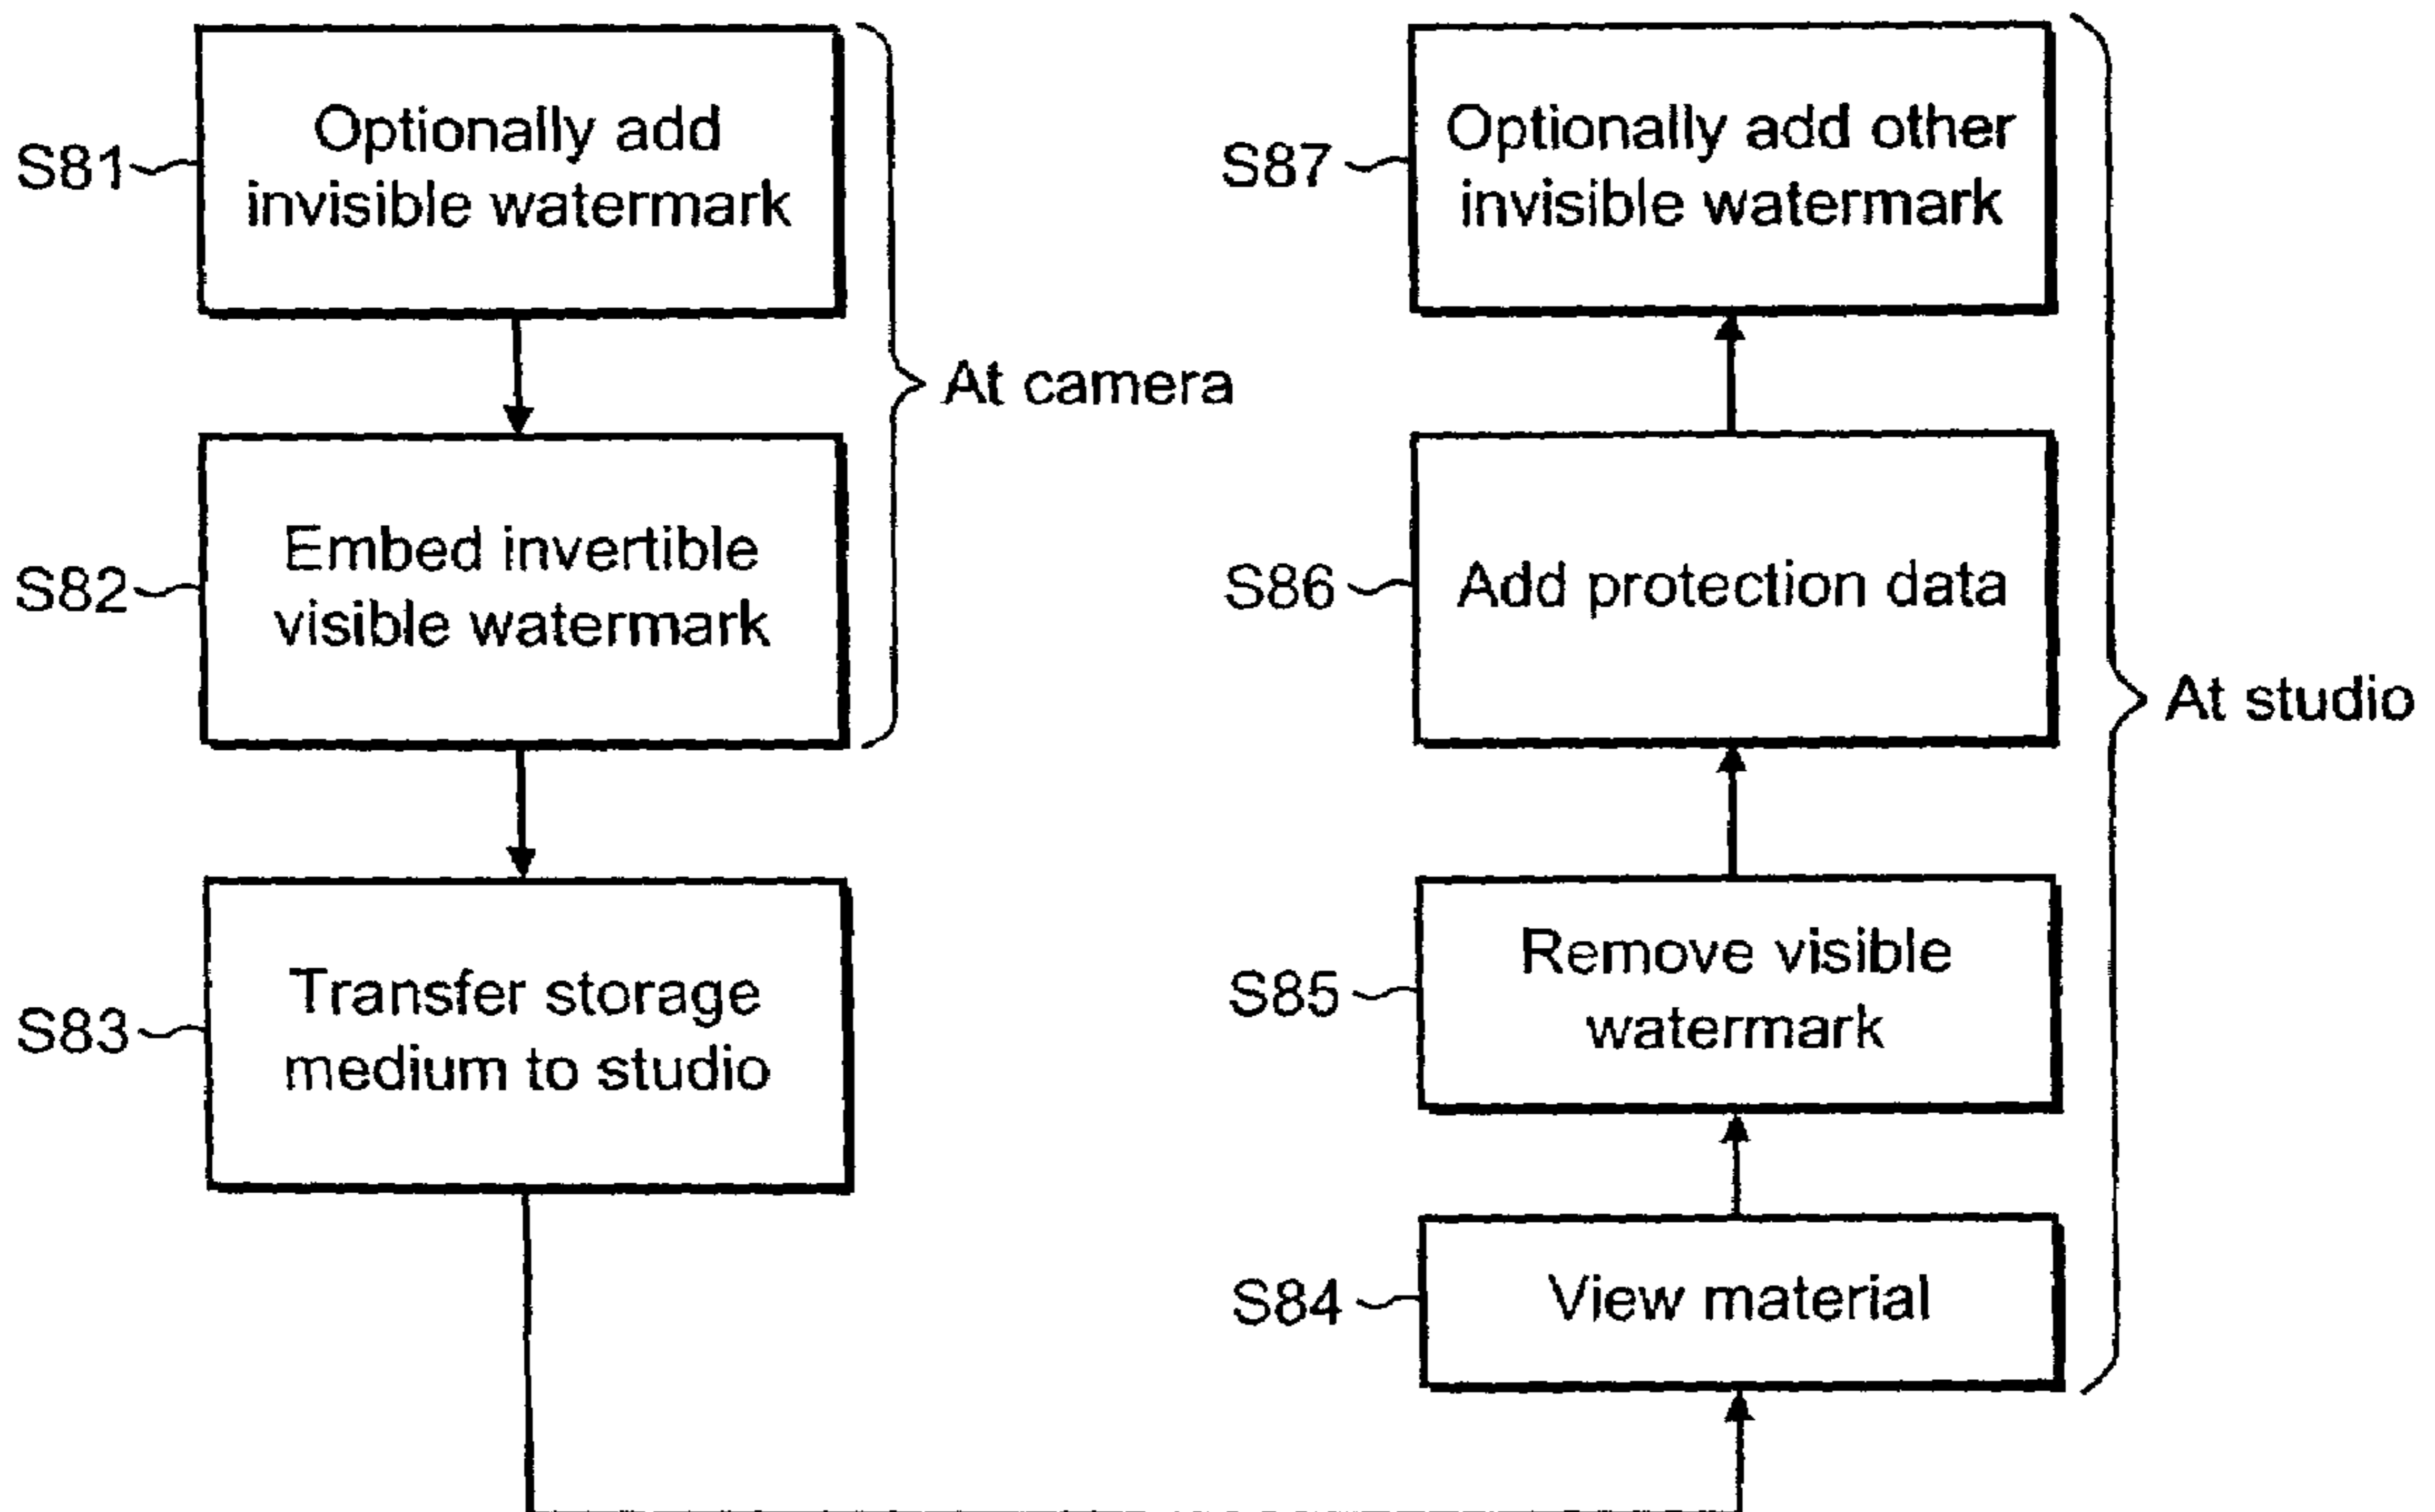 S81
Optionally add
invisible watermark
At camera
S82
Embed invertible
visible watermark
S83
Transfer storage
medium to studio
S87
Optionally add other
invisible watermark
S86
Add protection data
At studio
S85
Remove visible
watermark
S84
View material